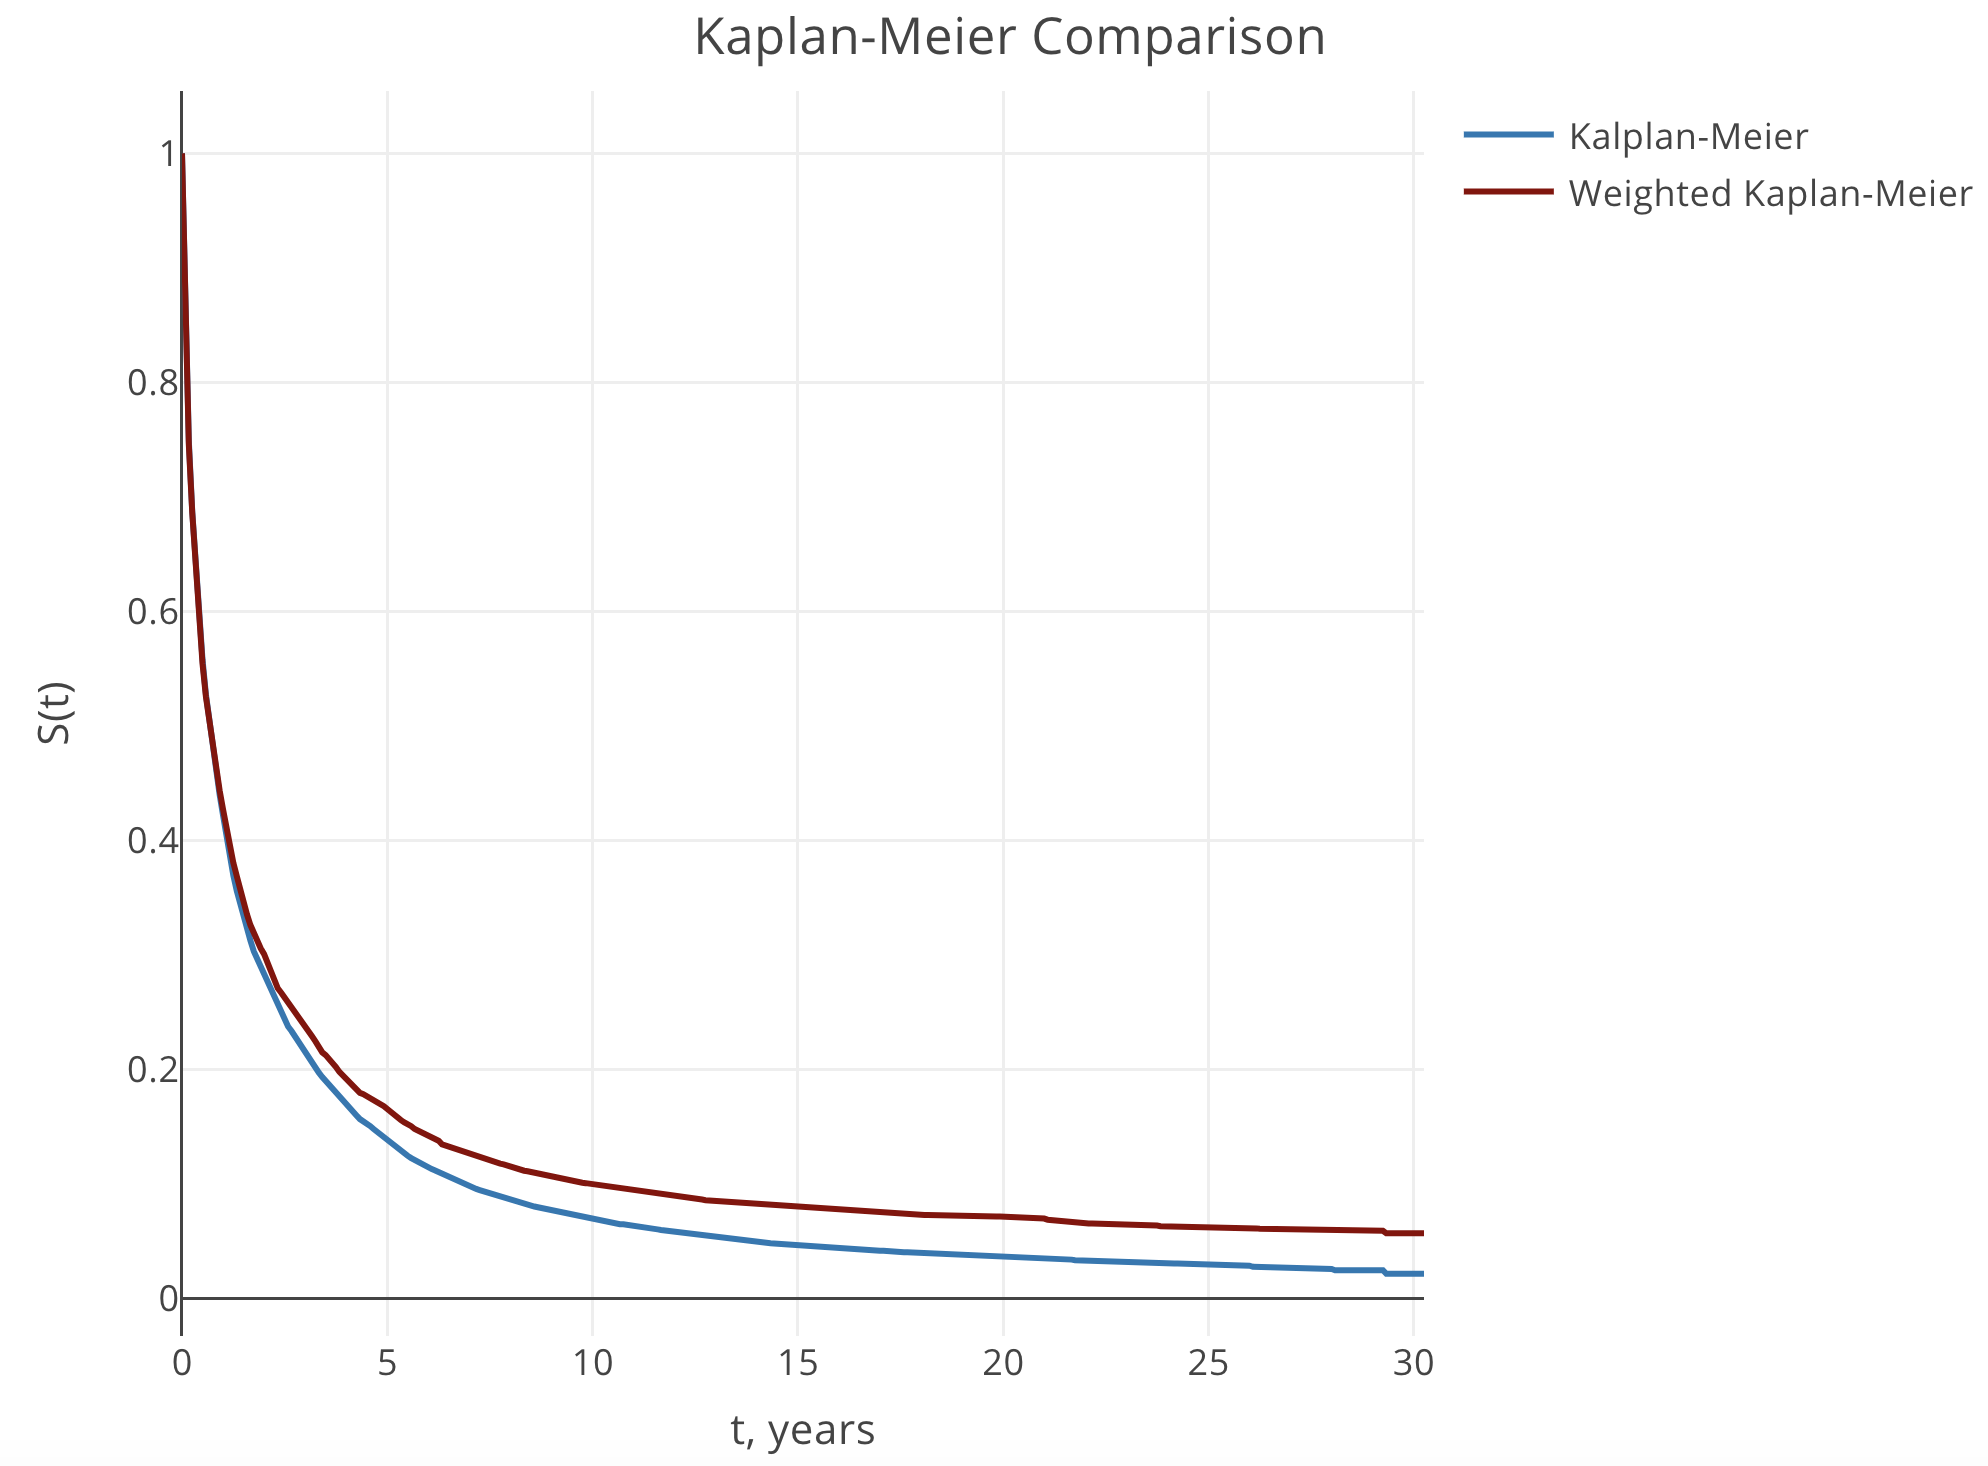 Kaplan-Meier Comparison
Kalplan-Meier
Weighted Kaplan-Meier
S(t)
1
0.8
0.6
0.4
0.2
0
0 5 10 15 20 25 30
t, years